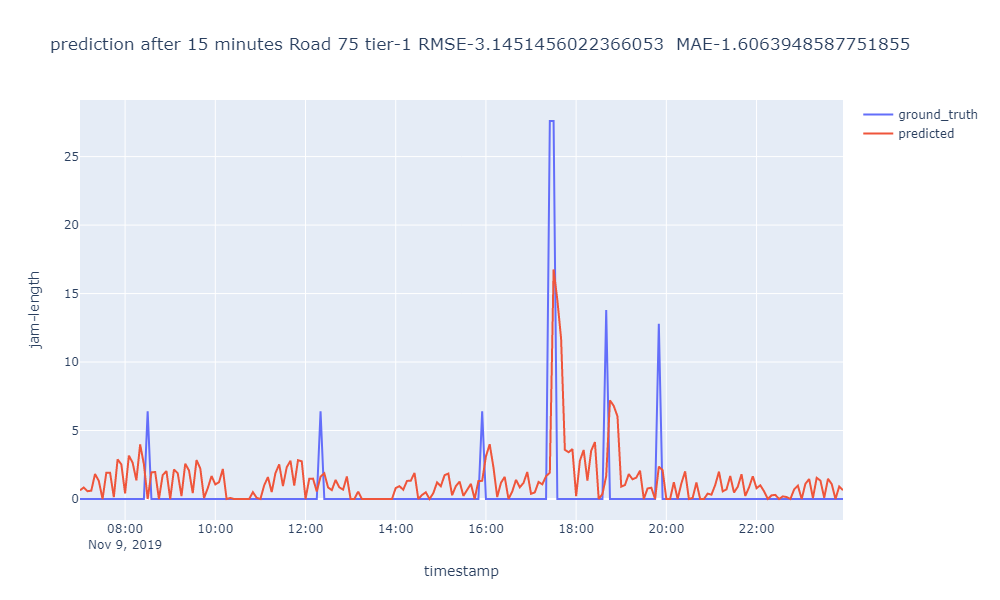 prediction after 15 minutes Road 75 tier-1 RMSE-3.1451456022366053  MAE-1.6063948587751855
ground_truth
predicted
25
20
15
10
5
0
jam-length
08:00 10:00 12:00 14:00 16:00 18:00 20:00 22:00
Nov 9, 2019
timestamp